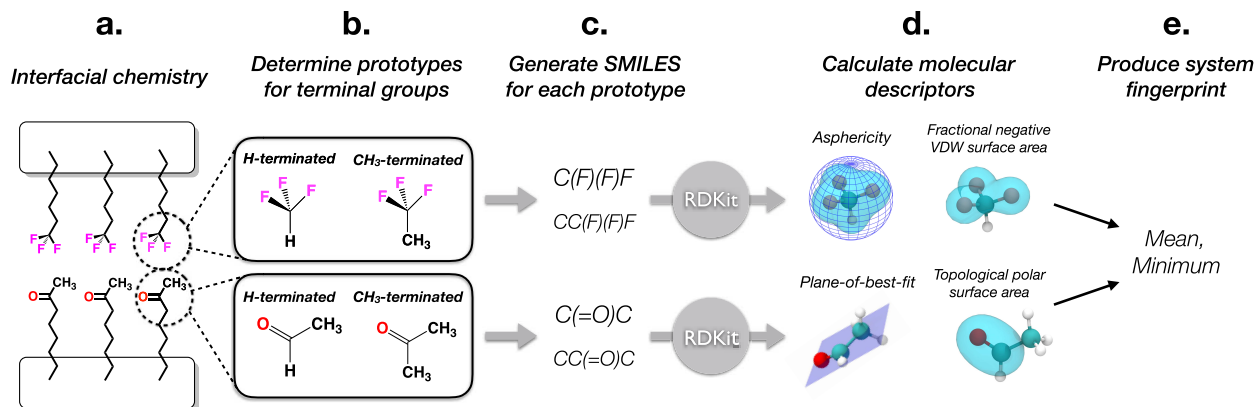 a.
Interfacial chemistry
F
F
F
F
F
F
F
F
F
O
CH₃
O
CH₃
O
CH₃
b.
Determine prototypes
for terminal groups
H-terminated
CH₃-terminated
F
F
F
H
F
F
F
CH₃
H-terminated
CH₃-terminated
O
CH₃
H
O
CH₃
CH₃
c.
Generate SMILES
for each prototype
C(F)(F)F
CC(F)(F)F
RDKit
C(=O)C
CC(=O)C
RDKit
d.
Calculate molecular
descriptors
Asphericity
Fractional negative
VDW surface area
Plane-of-best-fit
Topological polar
surface area
e.
Produce system
fingerprint
Mean,
Minimum